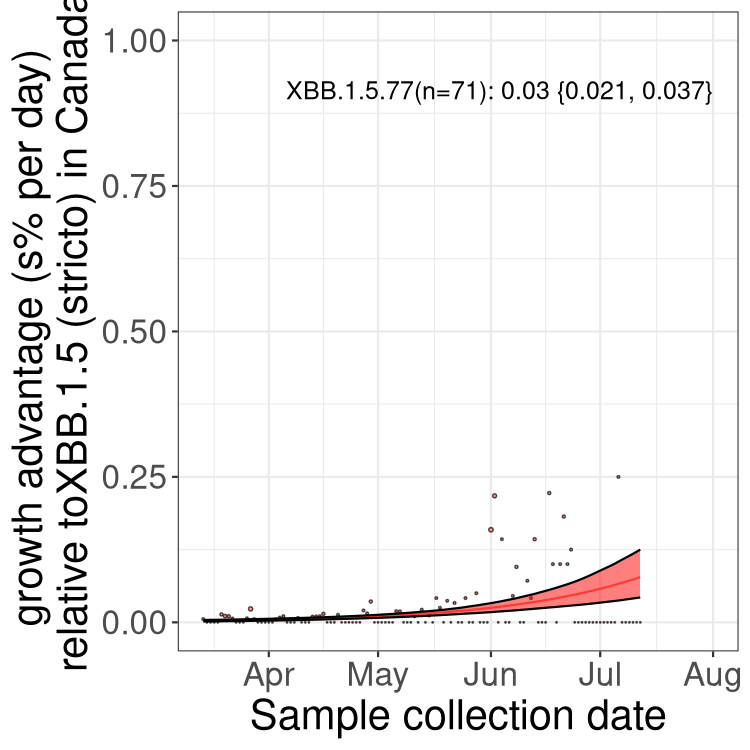 growth advantage (s% per day)
relative toXBB.1.5 (stricto) in Canada
1.00
0.75
0.50
0.25
0.00
XBB.1.5.77(n=71): 0.03 {0.021, 0.037}
Apr May Jun Jul Aug
Sample collection date